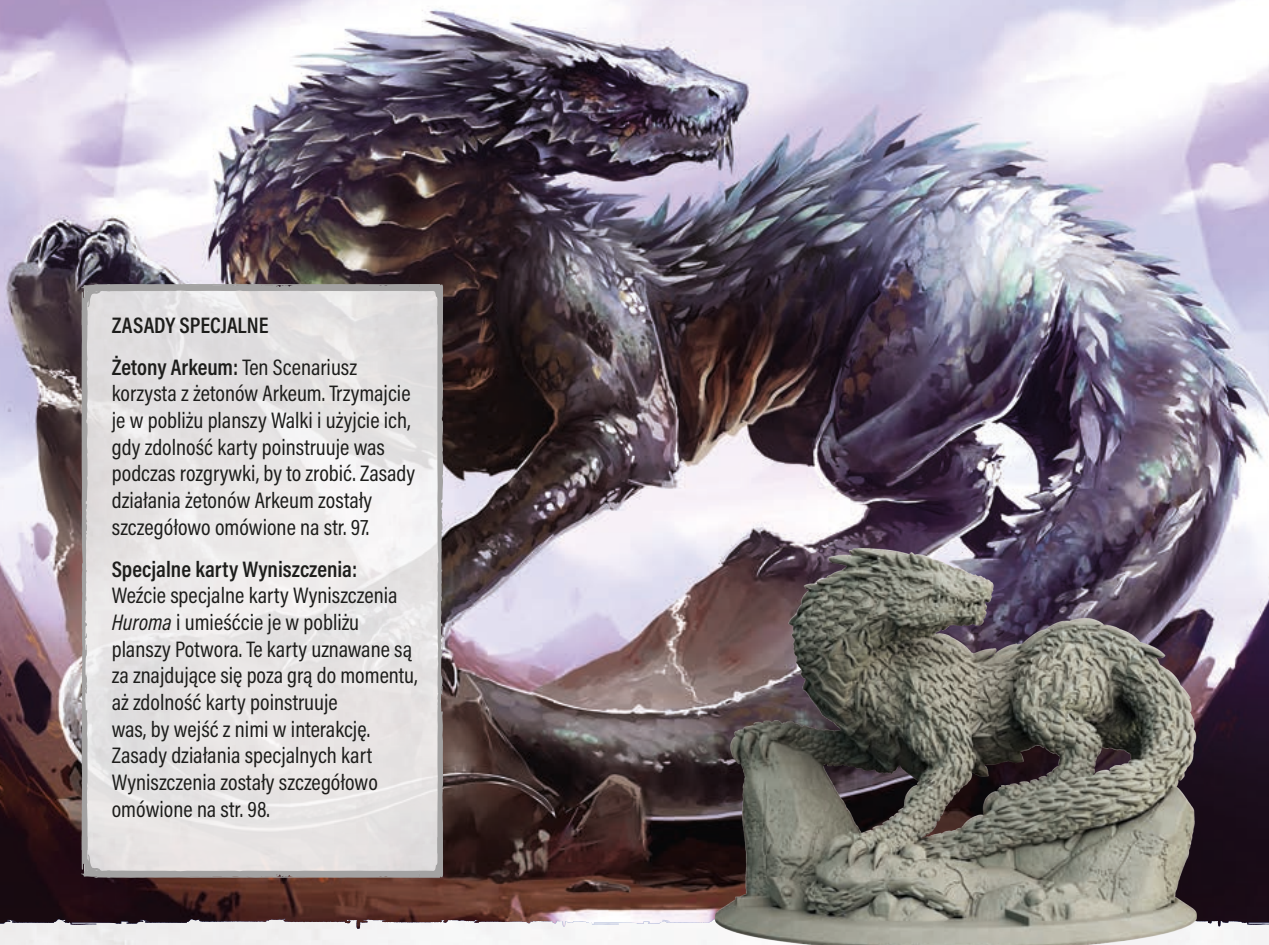 ZASADY SPECJALNE
Żetony Arkeum: Ten Scenariusz
korzysta z żetonów Arkeum. Trzymajcie
je w pobliżu planszy Walki i użyjcie ich,
gdy zdolność karty poinstruuje was
podczas rozgrywki, by to zrobić. Zasady
działania żetonów Arkeum zostały
szczegółowo omówione na str. 97.
Specjalne karty Wyniszczenia:
Weźcie specjalne karty Wyniszczenia
Huroma i umieśćcie je w pobliżu
planszy Potwora. Te karty uznawane są
za znajdujące się poza grą do momentu,
aż zdolność karty poinstruuje
was, by wejść z nimi w interakcję.
Zasady działania specjalnych kart
Wyniszczenia zostały szczegółowo
omówione na str. 98.